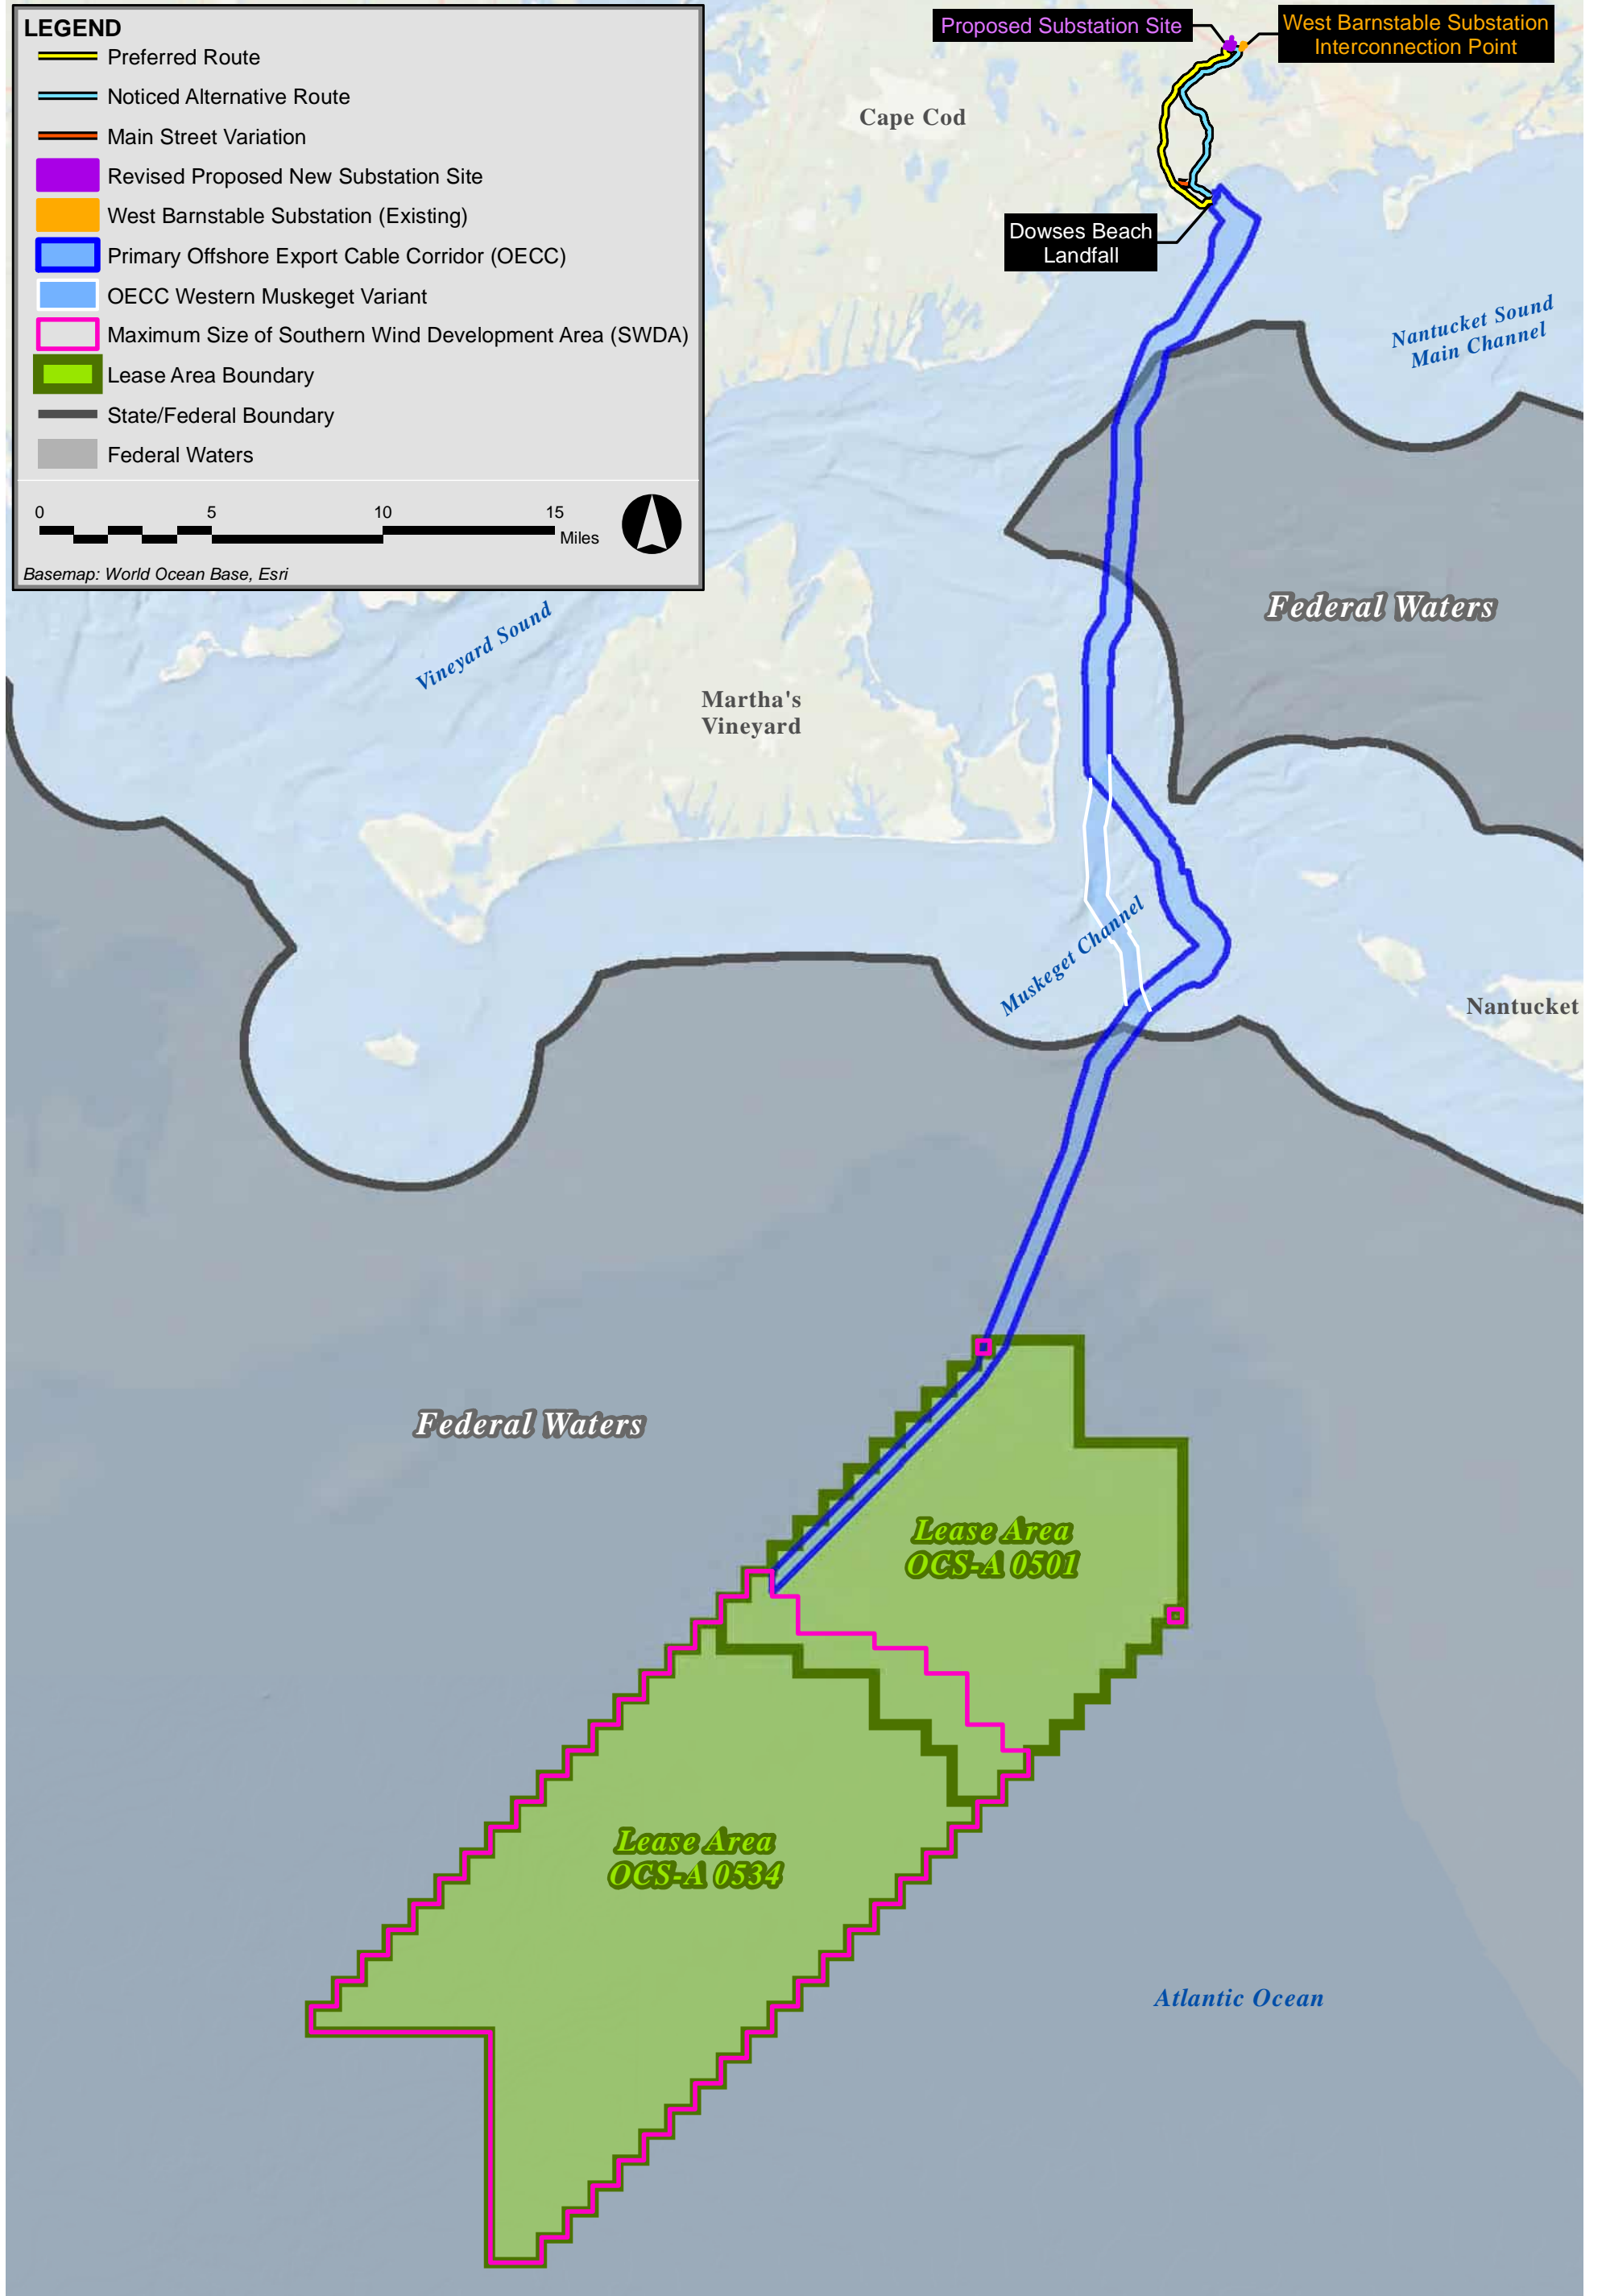 LEGEND
Preferred Route
Noticed Alternative Route
Main Street Variation
Revised Proposed New Substation Site
West Barnstable Substation (Existing)
Primary Offshore Export Cable Corridor (OECC)
OECC Western Muskeget Variant
Maximum Size of Southern Wind Development Area (SWDA)
Lease Area Boundary
State/Federal Boundary
Federal Waters
0 5 10 15
Miles
Basemap: World Ocean Base, Esri
Proposed Substation Site
West Barnstable Substation
Interconnection Point
Cape Cod
Dowses Beach
Landfall
Nantucket Sound
Main Channel
Federal Waters
Vineyard Sound
Martha's
Vineyard
Muskeget Channel
Nantucket
Federal Waters
Lease Area
OCS-A 0501
Lease Area
OCS-A 0534
Atlantic Ocean